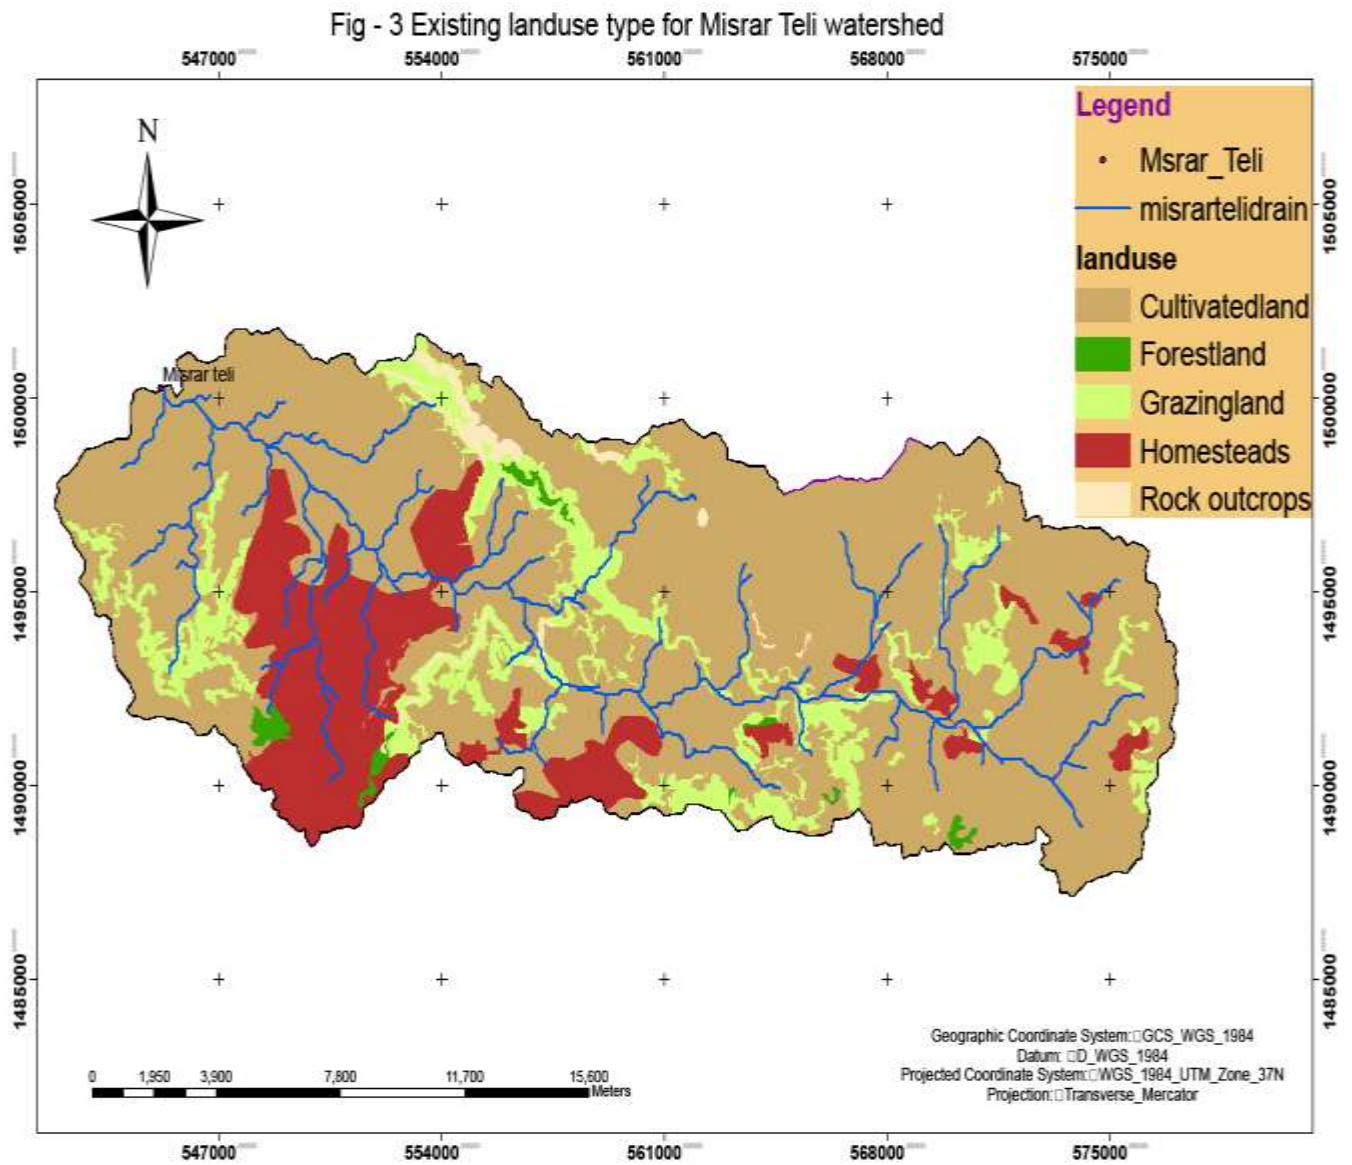 Fig - 3 Existing landuse type for Misrar Teli watershed
547000 554000 561000 568000 575000
N
Legend
Msrar_Teli
misrartelidrain
landuse
Cultivatedland
Forestland
Grazingland
Homesteads
Rock outcrops
1505000 1505000
Misrar teli
1500000 1500000
1495000 1495000
1490000 1490000
1485000 1485000
Geographic Coordinate System: GCS_WGS_1984
Datum: D_WGS_1984
Projected Coordinate System: WGS_1984_UTM_Zone_37N
Projection: Transverse_Mercator
0 1,950 3,900 7,800 11,700 15,600
Meters
547000 554000 561000 568000 575000